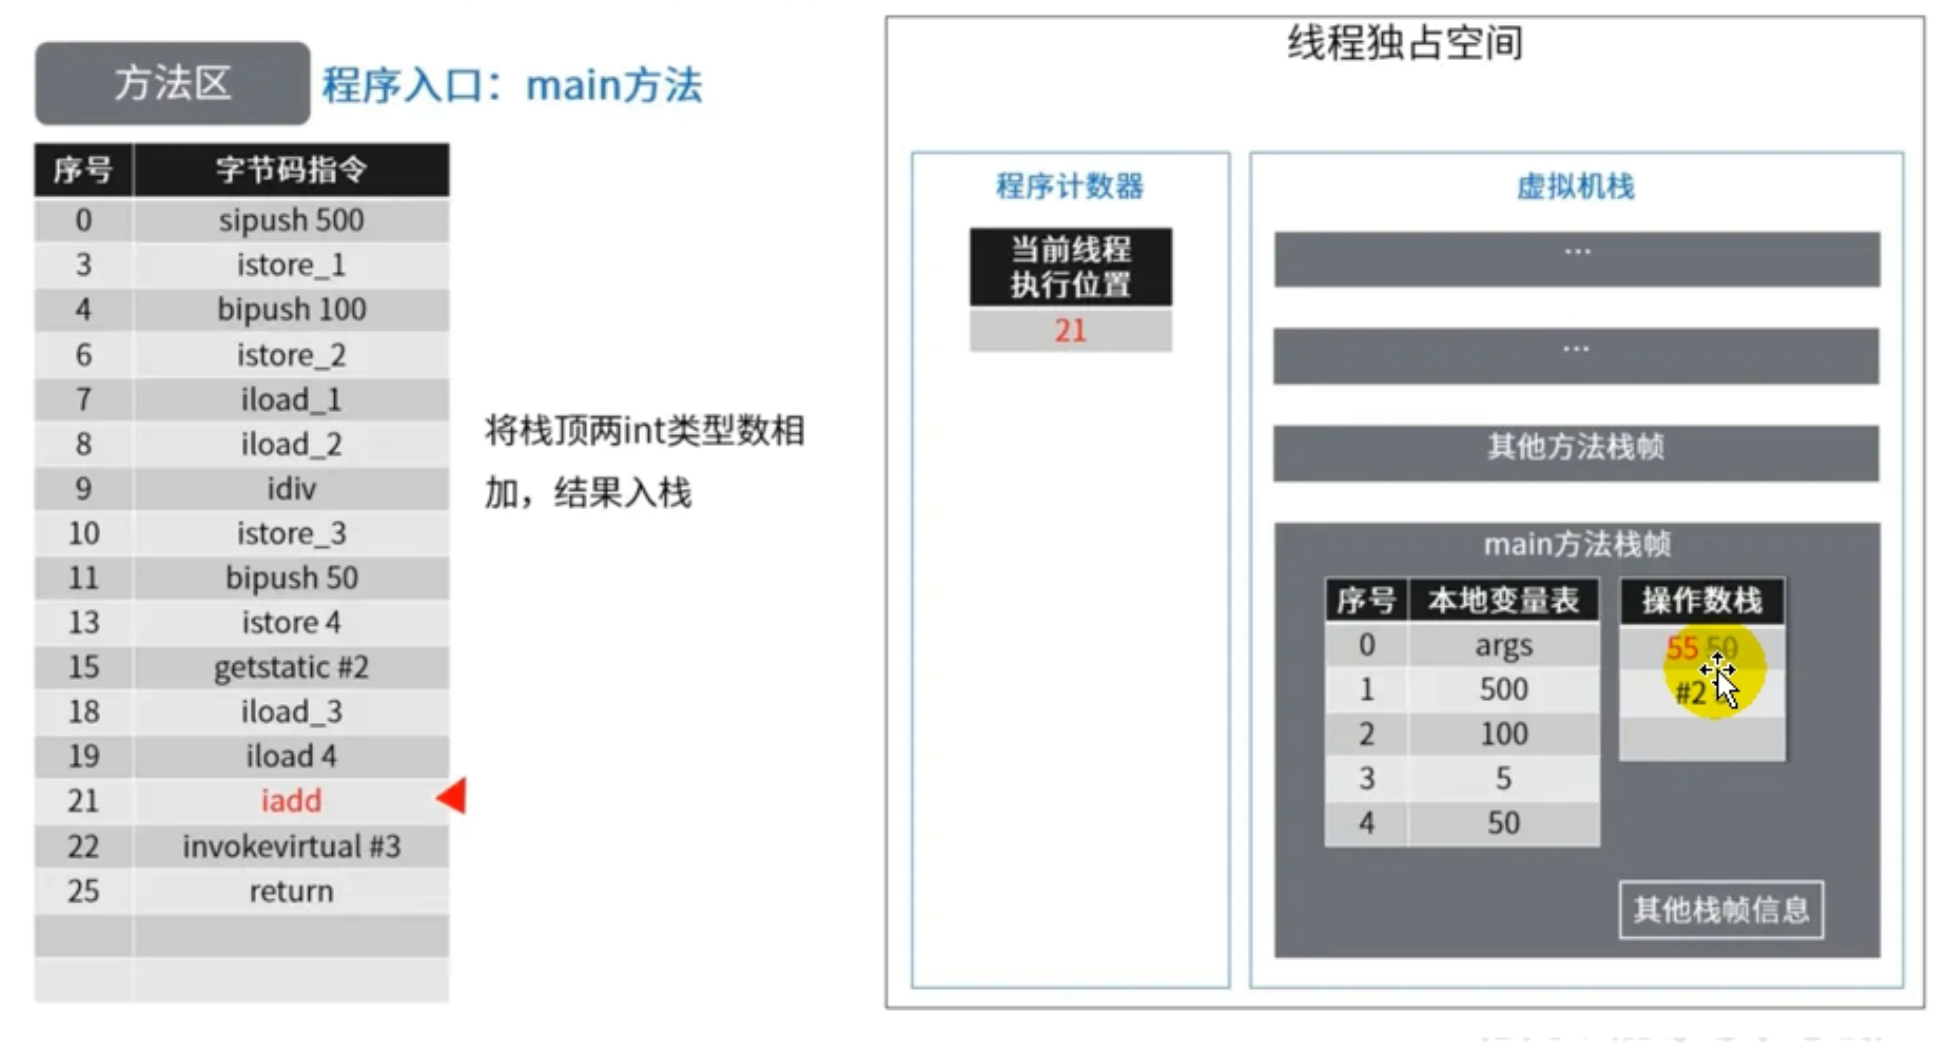 方法区 程序入口：main方法
序号 字节码指令
0 sipush 500
3 istore_1
4 bipush 100
6 istore_2
7 iload_1
8 iload_2
9 idiv
10 istore_3
11 bipush 50
13 istore 4
15 getstatic #2
18 iload_3
19 iload 4
21 iadd
22 invokevirtual #3
25 return
将栈顶两int类型数相
加，结果入栈
线程独占空间
程序计数器
当前线程
执行位置
21
虚拟机栈
...
...
其他方法栈帧
main方法栈帧
序号 本地变量表
0 args
1 500
2 100
3 5
4 50
操作数栈
55 50
#2
其他栈帧信息